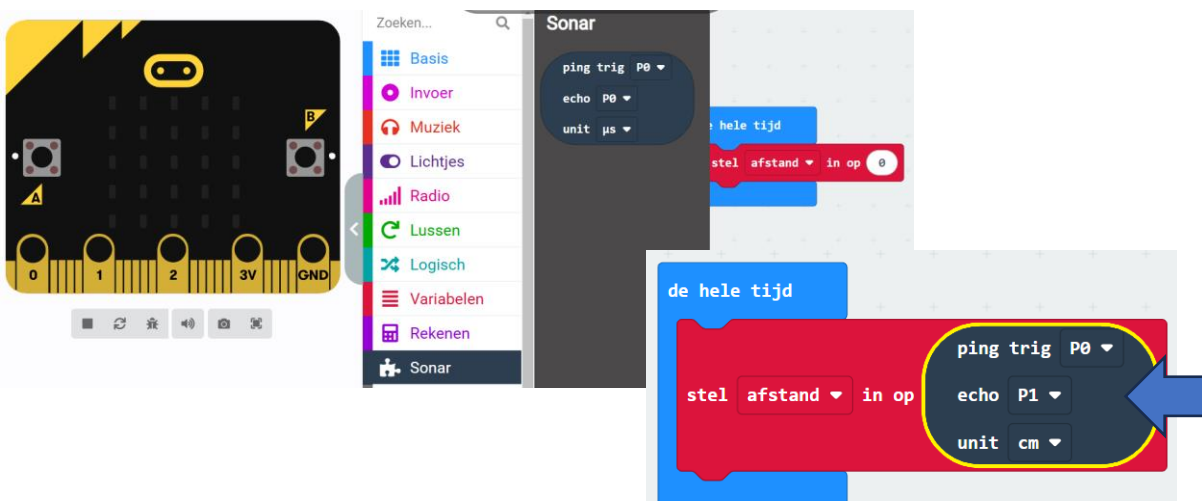 B
A
0 1 2 3V GND
Zoeken...
Basis
Invoer
Muziek
Lichtjes
Radio
Lussen
Logisch
Variabelen
Rekenen
Sonar
Sonar
ping trig P0
echo P0
unit μs
hele tijd
stel afstand in op 0
de hele tijd
stel afstand in op
ping trig P0
echo P1
unit cm